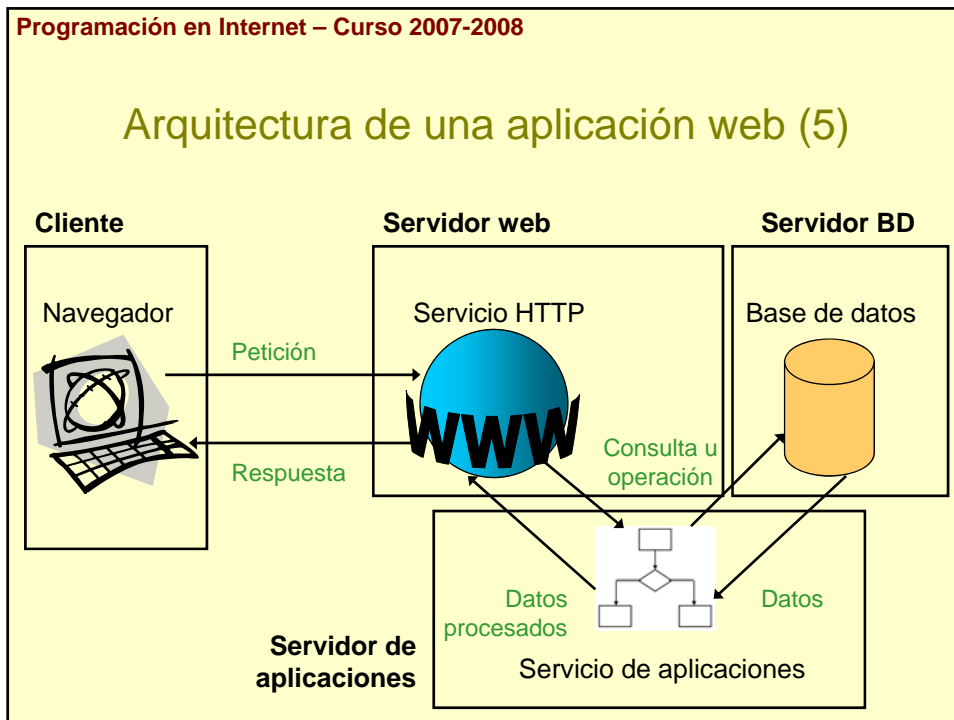 Programación en Internet – Curso 2007-2008
Arquitectura de una aplicación web (5)
Cliente
Servidor web
Servidor BD
Navegador
Servicio HTTP
Base de datos
Petición
WWW
Respuesta
Consulta u
operación
Datos
procesados
Datos
Servidor de
aplicaciones
Servicio de aplicaciones